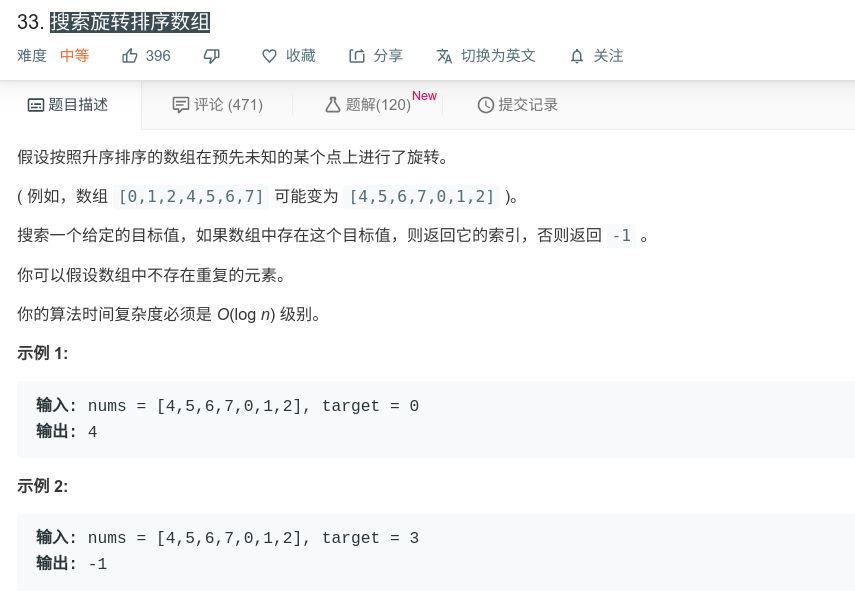 33. 搜索旋转排序数组
难度 中等 396 收藏 分享 切换为英文 关注
题目描述 评论 (471) 题解(120) New 提交记录
假设按照升序排序的数组在预先未知的某个点上进行了旋转。
( 例如，数组 [0,1,2,4,5,6,7] 可能变为 [4,5,6,7,0,1,2] )。
搜索一个给定的目标值，如果数组中存在这个目标值，则返回它的索引，否则返回 -1 。
你可以假设数组中不存在重复的元素。
你的算法时间复杂度必须是 O(log n) 级别。
示例 1:
输入: nums = [4,5,6,7,0,1,2], target = 0
输出: 4
示例 2:
输入: nums = [4,5,6,7,0,1,2], target = 3
输出: -1